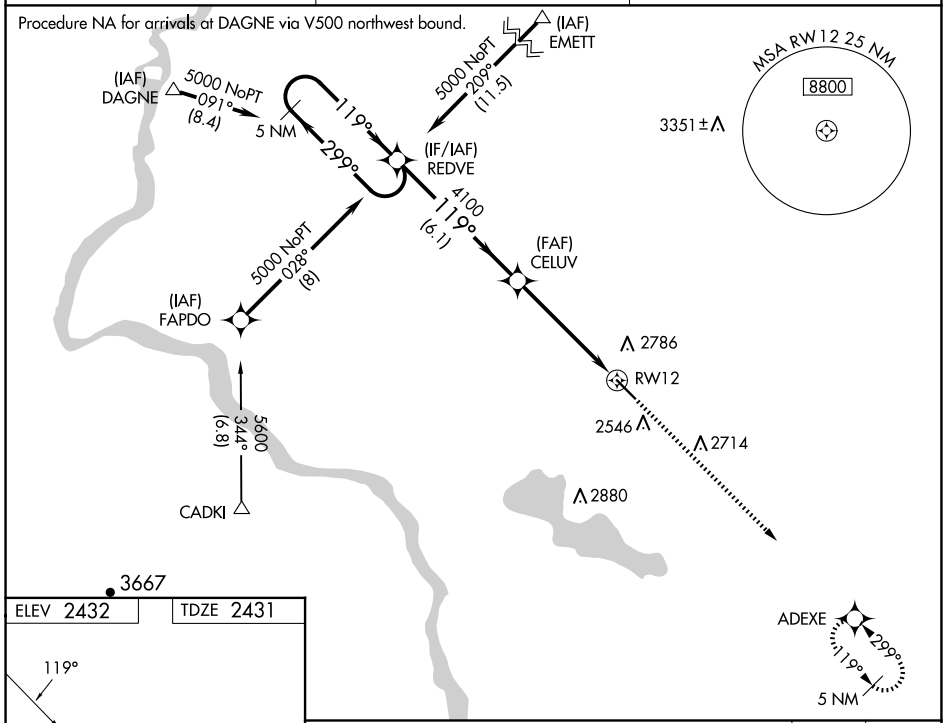 Procedure NA for arrivals at DAGNE via V500 northwest bound.
(IAF)
EMETT
5000 NoPT
209°
(11.5)
(IAF)
DAGNE
5000 NoPT
091°
(8.4)
5 NM
119°
299°
(IF/IAF)
REDVE
MSA RW12 25 NM
8800
3351±
4100
119°
(6.1)
(FAF)
CELUV
5000 NoPT
028°
(8)
(IAF)
FAPDO
2786
RW12
2546
2714
5600
344°
(6.8)
CADKI
2880
3667
ELEV 2432
TDZE 2431
119°
ADEXE
299°
119°
5 NM